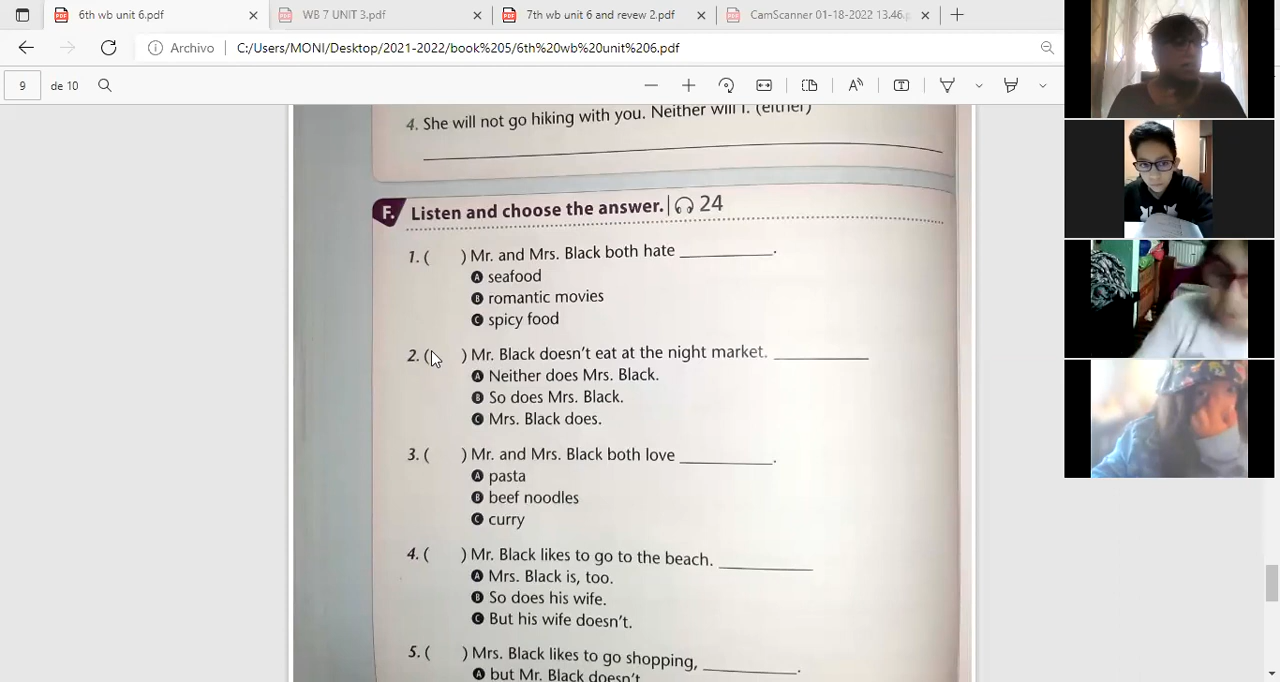 6th wb unit 6.pdf
WB 7 UNIT 3.pdf
7th wb unit 6 and revew 2.pdf
CamScanner 01-18-2022 13.46.p
Archivo
C:/Users/MONI/Desktop/2021-2022/book%205/6th%20wb%20unit%206.pdf
9 de 10
4. She will not go hiking with you. Neither will I. (either)
F. Listen and choose the answer. | 24
1. ( ) Mr. and Mrs. Black both hate __________.
A seafood
B romantic movies
C spicy food
2. ( ) Mr. Black doesn't eat at the night market. __________
A Neither does Mrs. Black.
B So does Mrs. Black.
C Mrs. Black does.
3. ( ) Mr. and Mrs. Black both love __________.
A pasta
B beef noodles
C curry
4. ( ) Mr. Black likes to go to the beach. __________
A Mrs. Black is, too.
B So does his wife.
C But his wife doesn't.
5. ( ) Mrs. Black likes to go shopping, __________.
A but Mr. Black doesn't